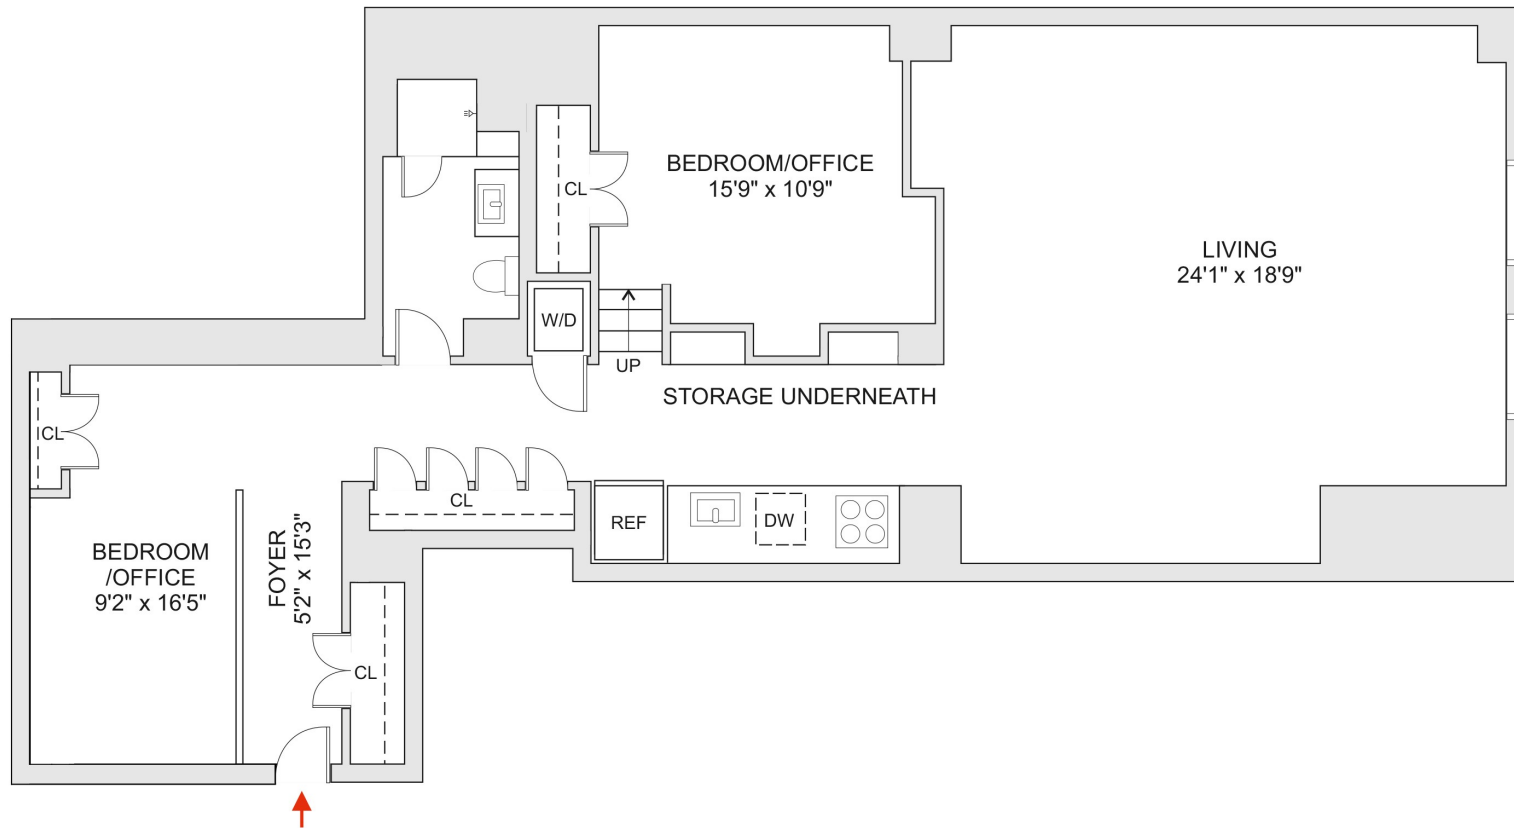 BEDROOM/OFFICE
15'9" x 10'9"
CL
LIVING
24'1" x 18'9"
W/D
UP
STORAGE UNDERNEATH
CL
CL
REF
DW
BEDROOM
/OFFICE
9'2" x 16'5"
FOYER
5'2" x 15'3"
CL